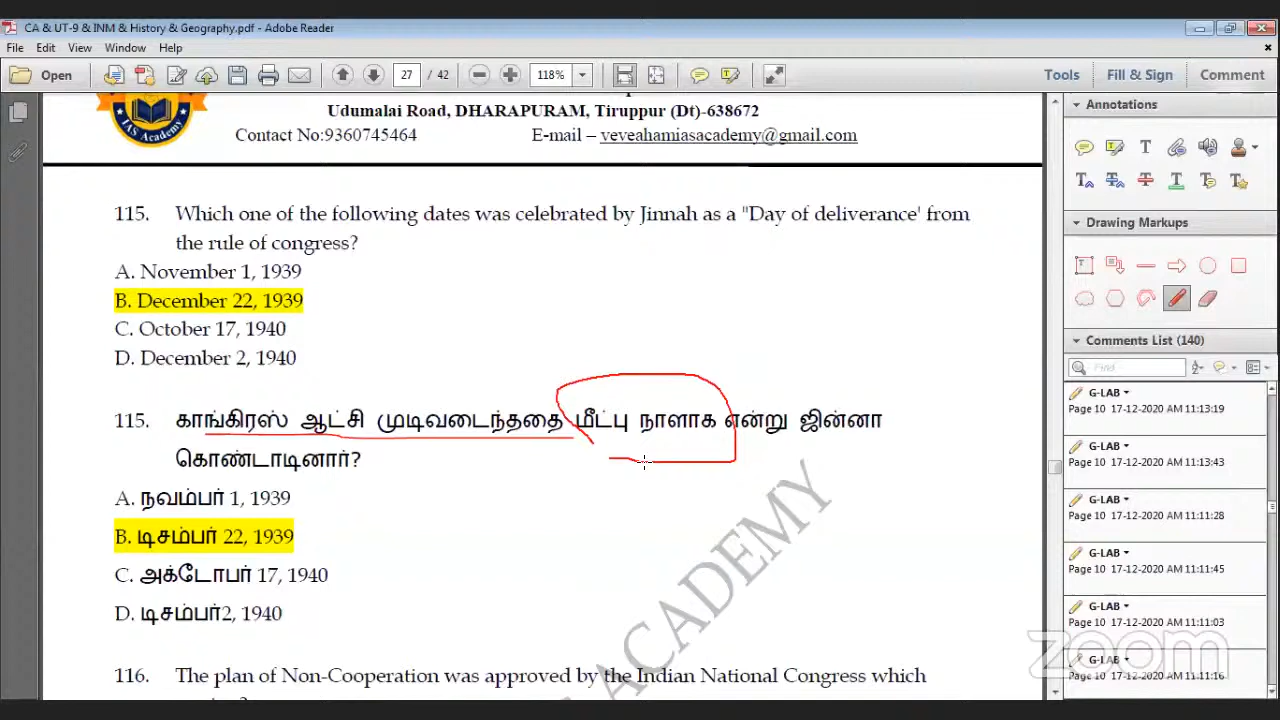 CA & UT-9 & INM & History & Geography.pdf - Adobe Reader
File Edit View Window Help
Open 27 / 42 118% Tools Fill & Sign Comment
Udumalai Road, DHARAPURAM, Tiruppur (Dt)-638672
IAS Academy
Contact No:9360745464 E-mail – veveahamiasacademy@gmail.com
115. Which one of the following dates was celebrated by Jinnah as a "Day of deliverance' from
the rule of congress?
A. November 1, 1939
B. December 22, 1939
C. October 17, 1940
D. December 2, 1940
115. காங்கிரஸ் ஆட்சி முடிவடைந்ததை மீட்பு நாளாக என்று ஜின்னா
கொண்டாடினார்?
A. நவம்பர் 1, 1939
B. டிசம்பர் 22, 1939
C. அக்டோபர் 17, 1940
D. டிசம்பர்2, 1940
116. The plan of Non-Cooperation was approved by the Indian National Congress which
ACADEMY
Annotations
Drawing Markups
Comments List (140)
Find
G-LAB
Page 10 17-12-2020 AM 11:13:19
G-LAB
Page 10 17-12-2020 AM 11:13:43
G-LAB
Page 10 17-12-2020 AM 11:11:28
G-LAB
Page 10 17-12-2020 AM 11:11:45
G-LAB
Page 10 17-12-2020 AM 11:11:03
G-LAB
Page 10 17-12-2020 AM 11:11:16
zoom